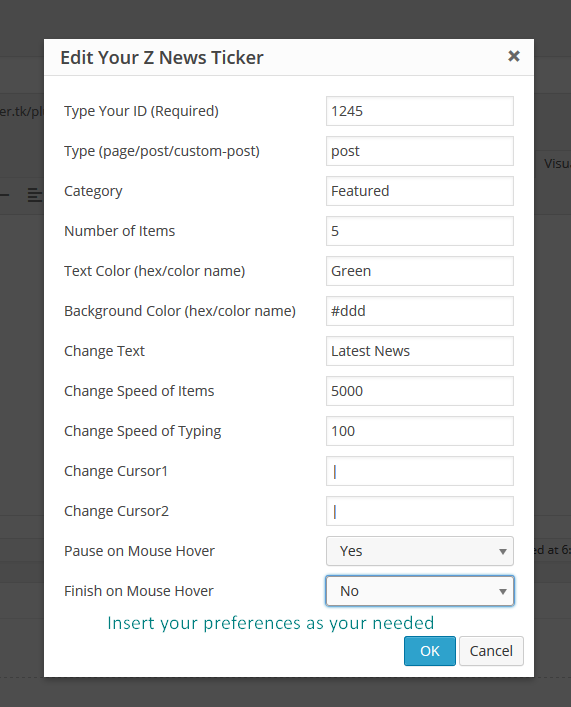 Edit Your Z News Ticker ✖
er.tk/pl
Type Your ID (Required) 1245
Type (page/post/custom-post) post
Visu
Category Featured
Number of Items 5
Text Color (hex/color name) Green
Background Color (hex/color name) #ddd
Change Text Latest News
Change Speed of Items 5000
Change Speed of Typing 100
Change Cursor1 |
Change Cursor2 |
Pause on Mouse Hover Yes
ed at 6:
Finish on Mouse Hover No
Insert your preferences as your needed
OK Cancel